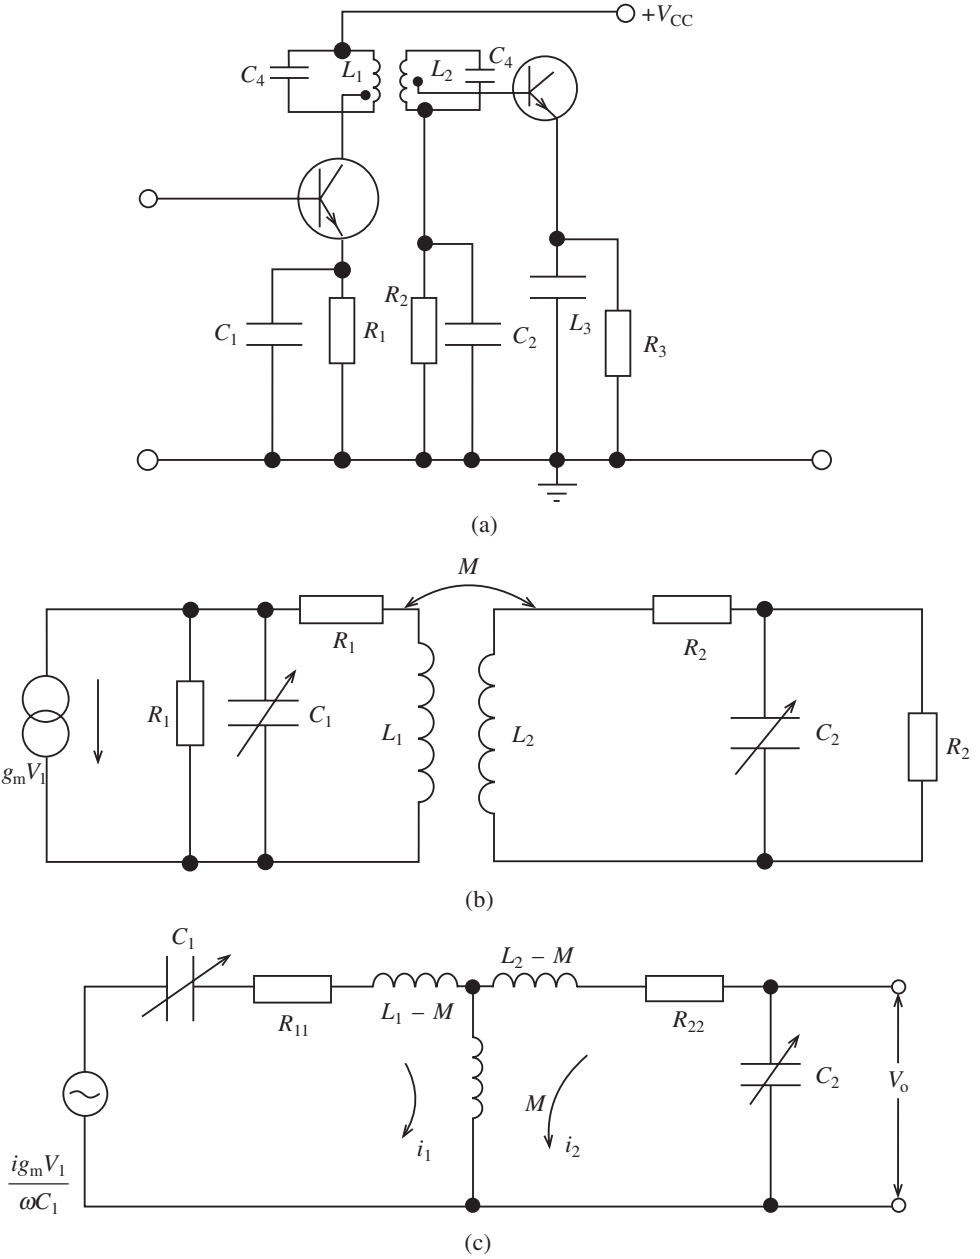 +V_CC
C_4
L_1
L_2
C_4
C_1
R_1
R_2
C_2
L_3
R_3
(a)
M
R_1
R_2
R_1
C_1
L_1
L_2
C_2
R_2
g_mV_1
(b)
C_1
L_2 − M
R_11
L_1 − M
R_22
C_2
V_o
M
i_1
i_2
ig_mV_1
ωC_1
(c)